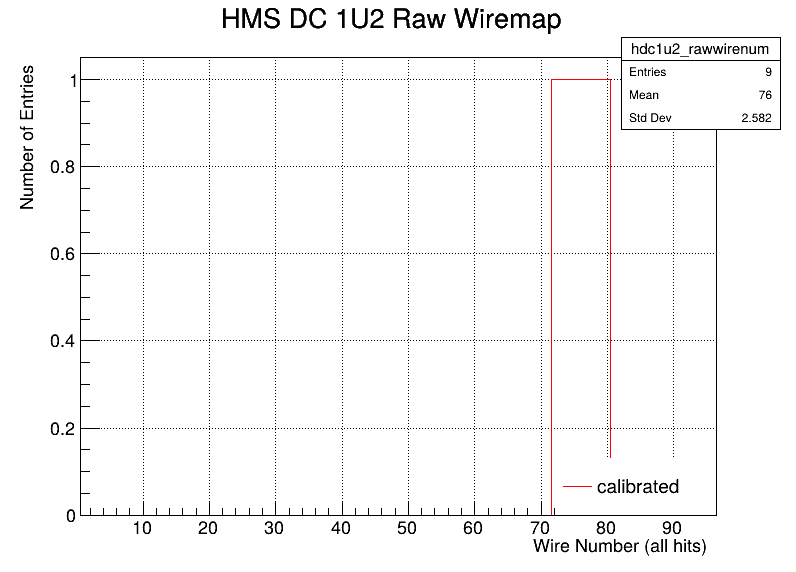 HMS DC 1U2 Raw Wiremap
hdc1u2_rawwirenum
Entries 9
Mean 76
Std Dev 2.582
Number of Entries
1
0.8
0.6
0.4
0.2
0
calibrated
10 20 30 40 50 60 70 80 90
Wire Number (all hits)